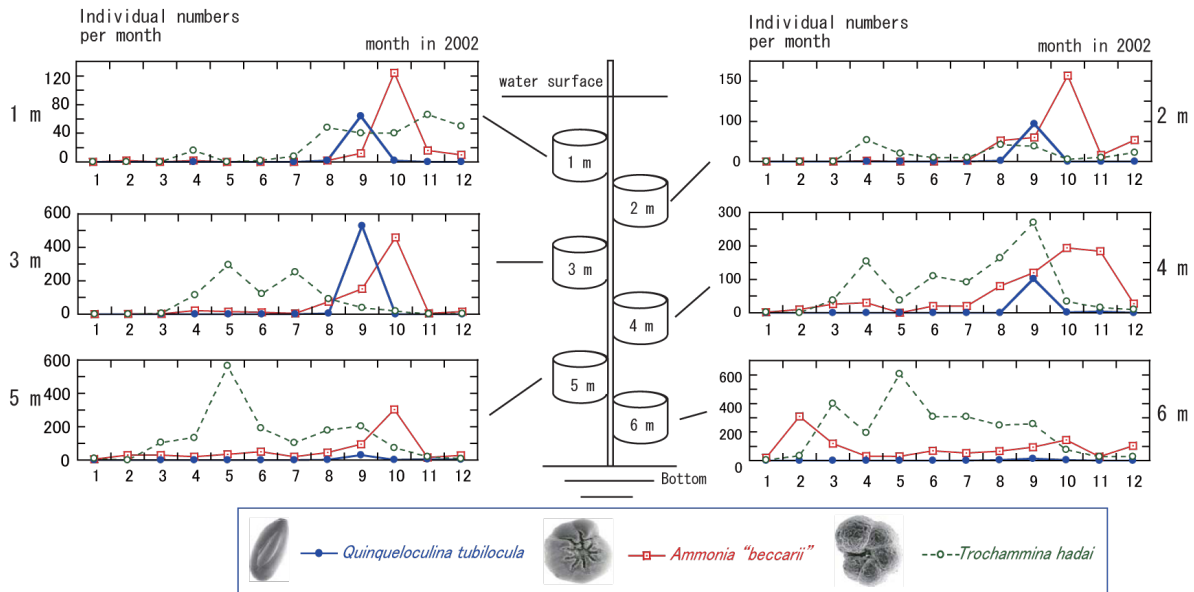 Individual numbers
per month
month in 2002
1 m
120
80
40
0
1 2 3 4 5 6 7 8 9 10 11 12
3 m
600
400
200
0
1 2 3 4 5 6 7 8 9 10 11 12
5 m
600
400
200
0
1 2 3 4 5 6 7 8 9 10 11 12
water surface
1 m
2 m
3 m
4 m
5 m
6 m
Bottom
Individual numbers
per month
month in 2002
2 m
150
100
0
1 2 3 4 5 6 7 8 9 10 11 12
4 m
300
200
100
0
1 2 3 4 5 6 7 8 9 10 11 12
6 m
600
400
200
0
1 2 3 4 5 6 7 8 9 10 11 12
Quinqueloculina tubilocula
Ammonia "beccarii"
Trochammina hadai